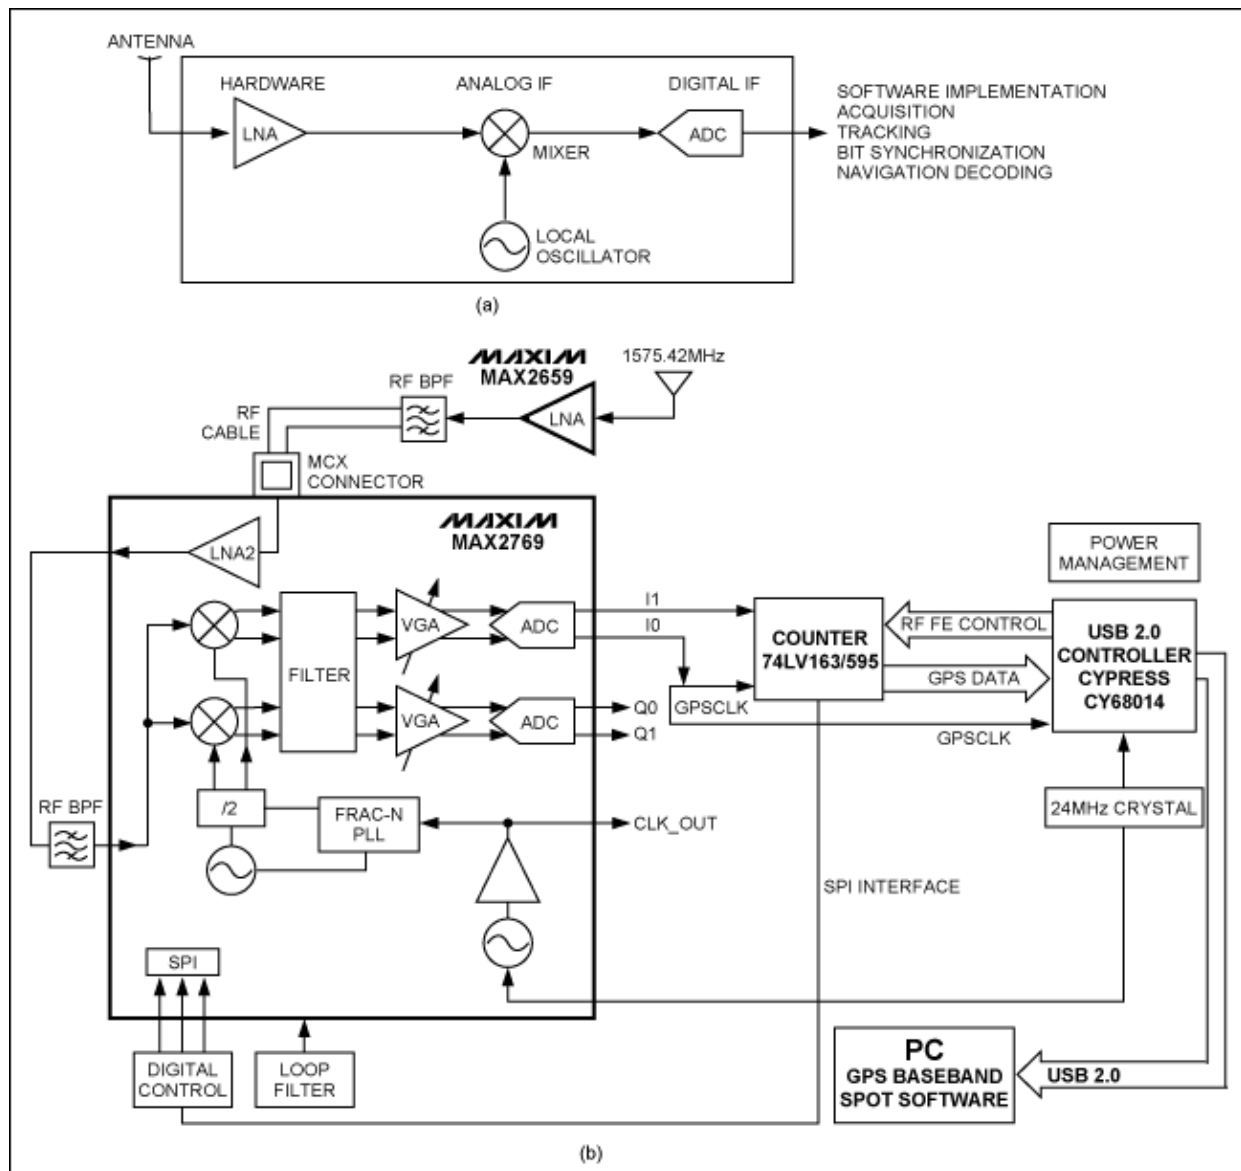 ANTENNA
HARDWARE
ANALOG IF
DIGITAL IF
LNA
MIXER
ADC
LOCAL
OSCILLATOR
SOFTWARE IMPLEMENTATION
ACQUISITION
TRACKING
BIT SYNCHRONIZATION
NAVIGATION DECODING
(a)
MAXIM
MAX2659
1575.42MHz
RF BPF
LNA
RF
CABLE
MCX
CONNECTOR
MAXIM
MAX2769
LNA2
FILTER
VGA
ADC
I1
I0
VGA
ADC
Q0
Q1
GPSCLK
COUNTER
74LV163/595
RF FE CONTROL
GPS DATA
GPSCLK
POWER
MANAGEMENT
USB 2.0
CONTROLLER
CYPRESS
CY68014
24MHz CRYSTAL
RF BPF
/2
FRAC-N
PLL
CLK_OUT
SPI INTERFACE
SPI
DIGITAL
CONTROL
LOOP
FILTER
PC
GPS BASEBAND
SPOT SOFTWARE
USB 2.0
(b)